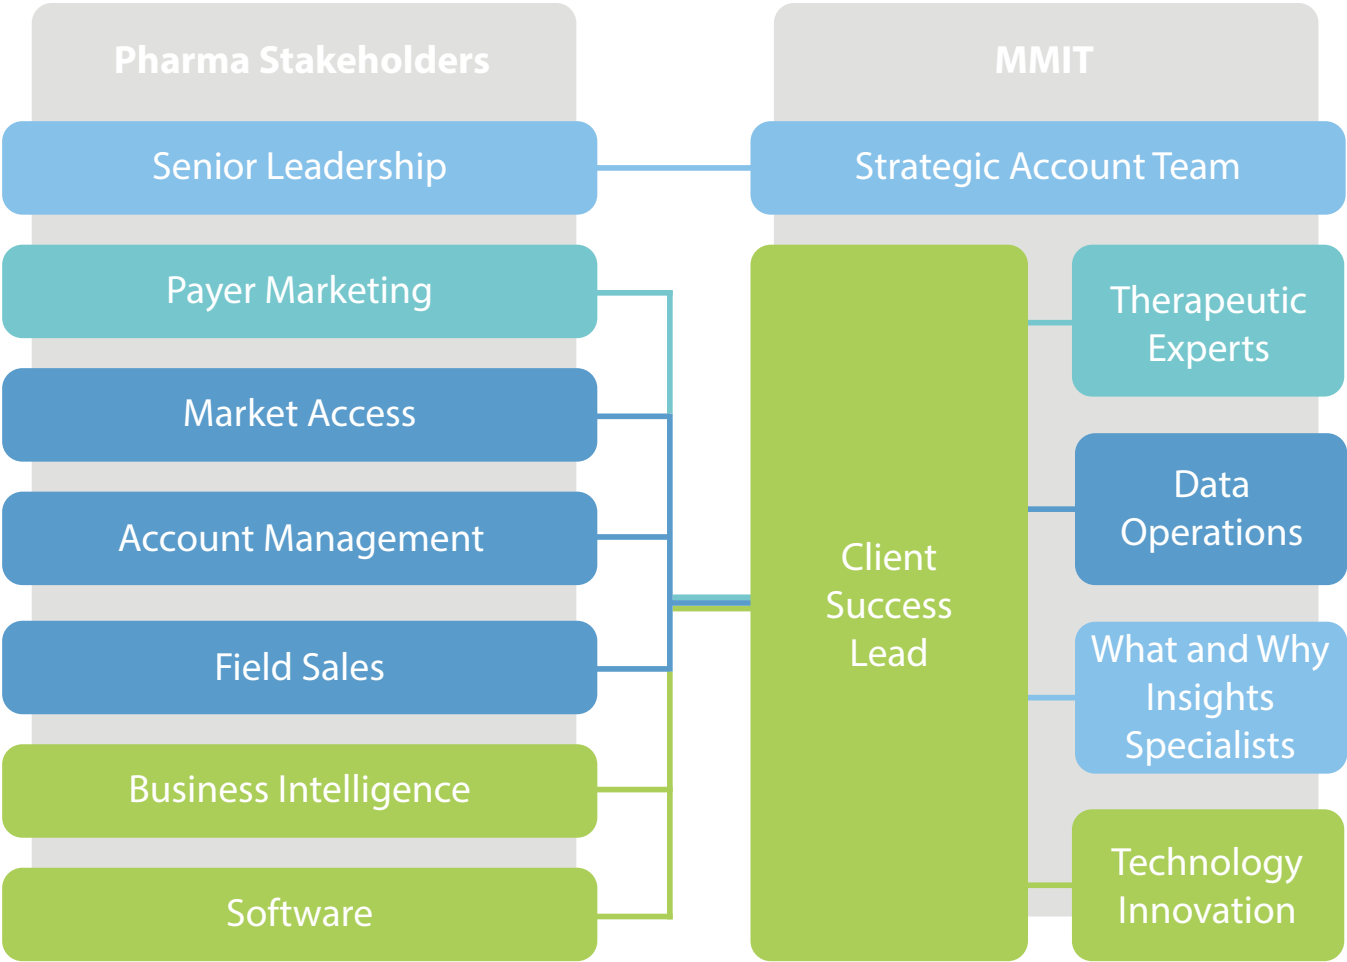 Pharma Stakeholders
Senior Leadership
Payer Marketing
Market Access
Account Management
Field Sales
Business Intelligence
Software
MMIT
Strategic Account Team
Client
Success
Lead
Therapeutic
Experts
Data
Operations
What and Why
Insights
Specialists
Technology
Innovation